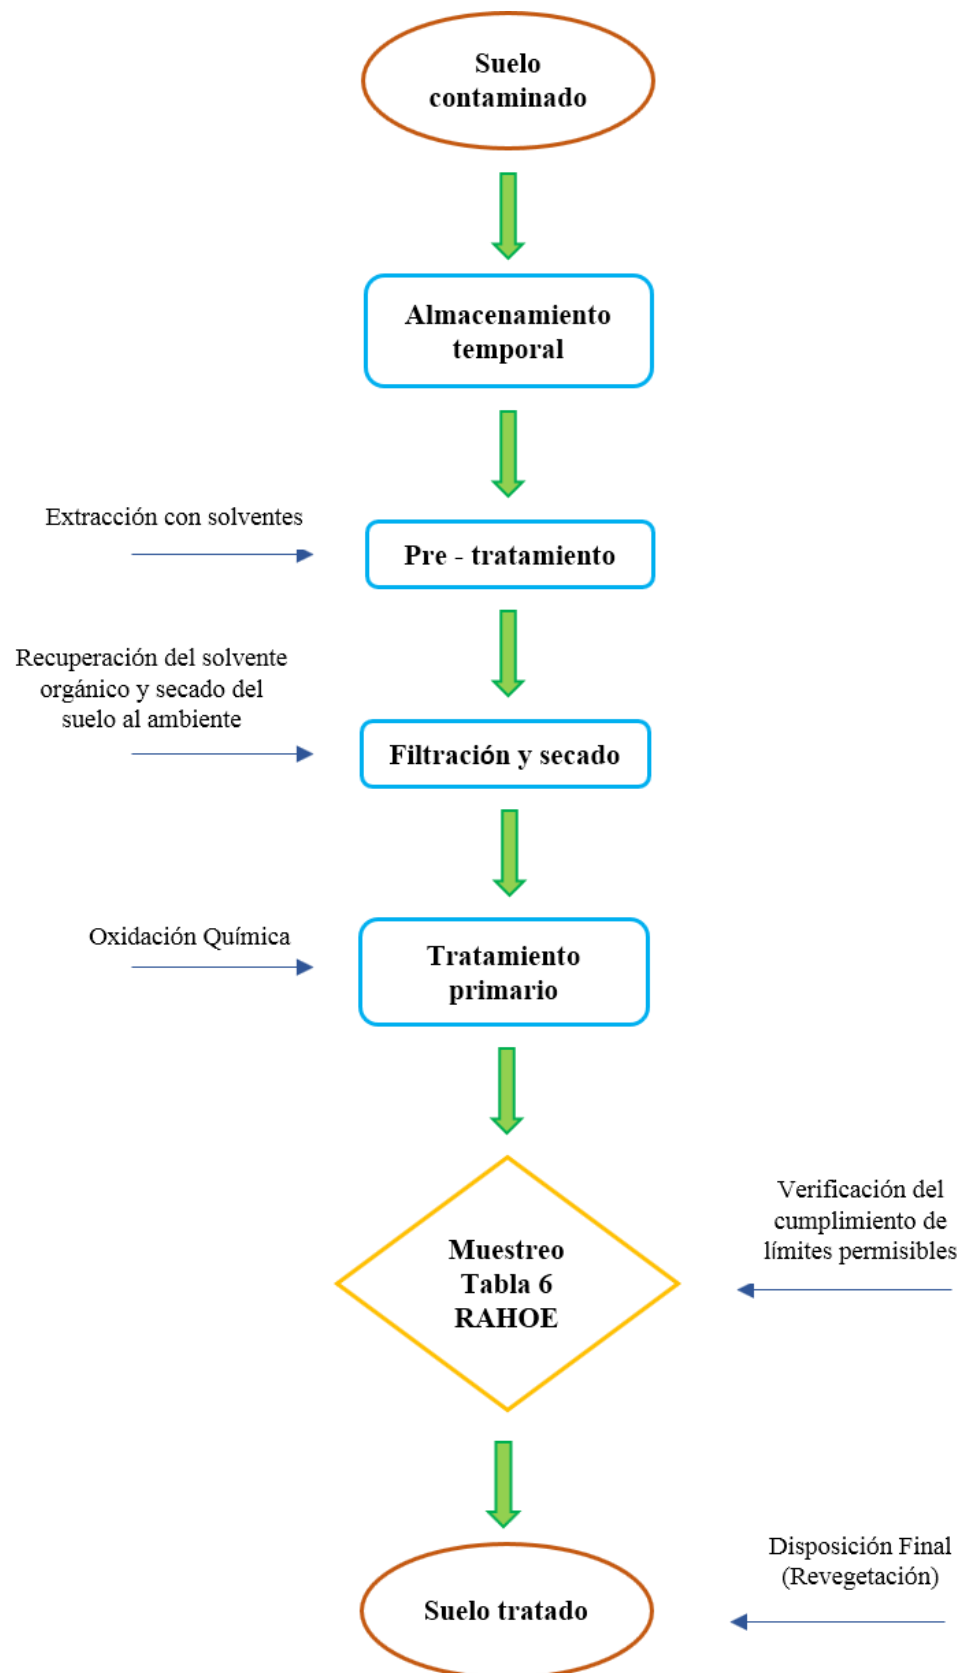 Suelo
contaminado
Almacenamiento
temporal
Extracción con solventes
Pre - tratamiento
Recuperación del solvente
orgánico y secado del
suelo al ambiente
Filtración y secado
Oxidación Química
Tratamiento
primario
Muestreo
Tabla 6
RAHOE
Verificación del
cumplimiento de
límites permisibles
Suelo tratado
Disposición Final
(Revegetación)